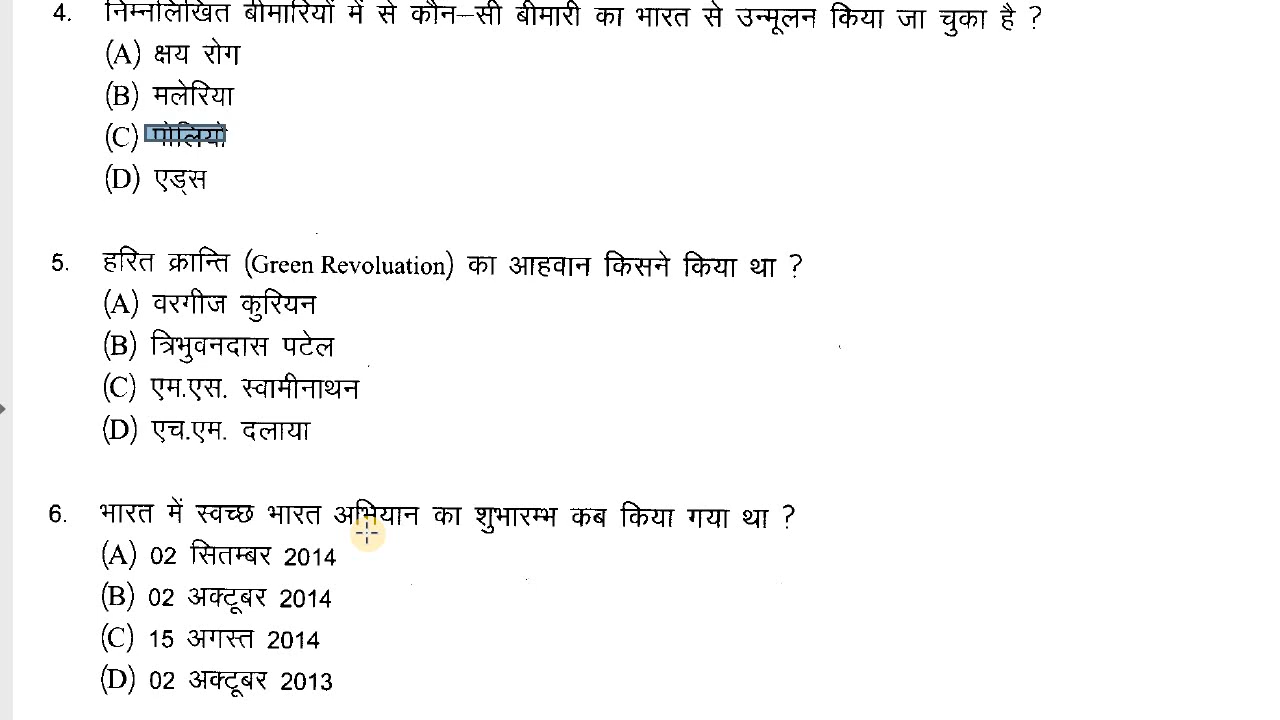 4. निम्नलिखित बीमारियों में से कौन-सी बीमारी का भारत से उन्मूलन किया जा चुका है ?
(A) क्षय रोग
(B) मलेरिया
(C) पोलियो
(D) एड्स
5. हरित क्रान्ति (Green Revoluation) का आहवान किसने किया था ?
(A) वरगीज कुरियन
(B) त्रिभुवनदास पटेल
(C) एम.एस. स्वामीनाथन
(D) एच.एम. दलाया
6. भारत में स्वच्छ भारत अभियान का शुभारम्भ कब किया गया था ?
(A) 02 सितम्बर 2014
(B) 02 अक्टूबर 2014
(C) 15 अगस्त 2014
(D) 02 अक्टूबर 2013